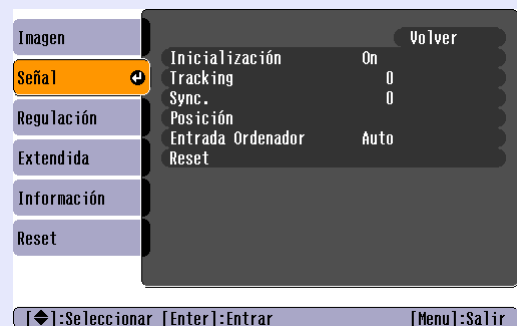 Imagen
Señal
Regulación
Extendida
Información
Reset
Volver
Inicialización On
Tracking 0
Sync. 0
Posición
Entrada Ordenador Auto
Reset
[◆]:Seleccionar [Enter]:Entrar [Menu]:Salir